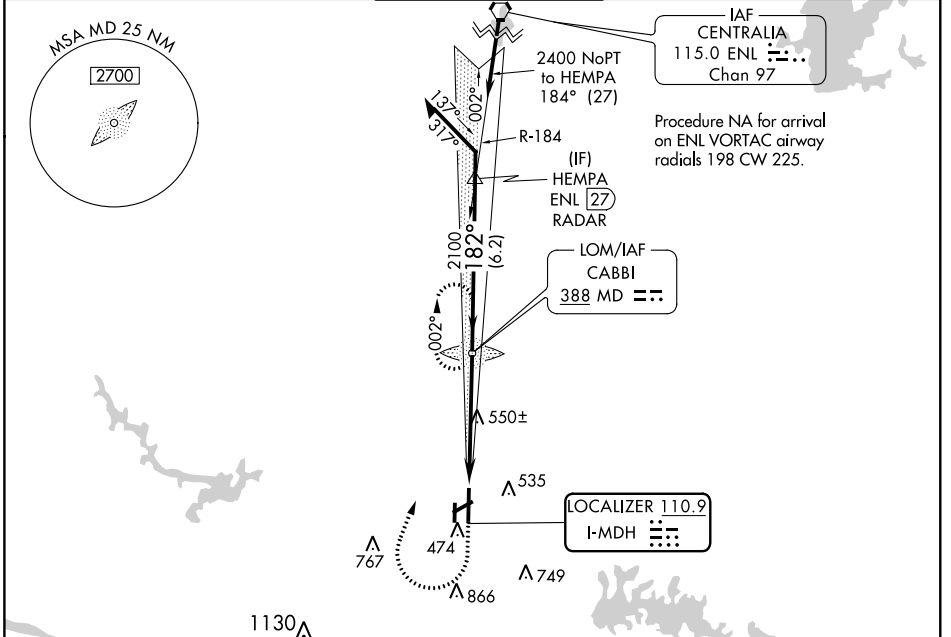 MSA MD 25 NM
2700
IAF
CENTRALIA
115.0 ENL
Chan 97
2400 NoPT
to HEMPA
184° (27)
Procedure NA for arrival
on ENL VORTAC airway
radials 198 CW 225.
002°
137°
317°
R-184
(IF)
HEMPA
ENL 27
RADAR
2100
182°
(6.2)
LOM/IAF
CABBI
388 MD
002°
550±
535
LOCALIZER 110.9
I-MDH
474
767
749
866
1130